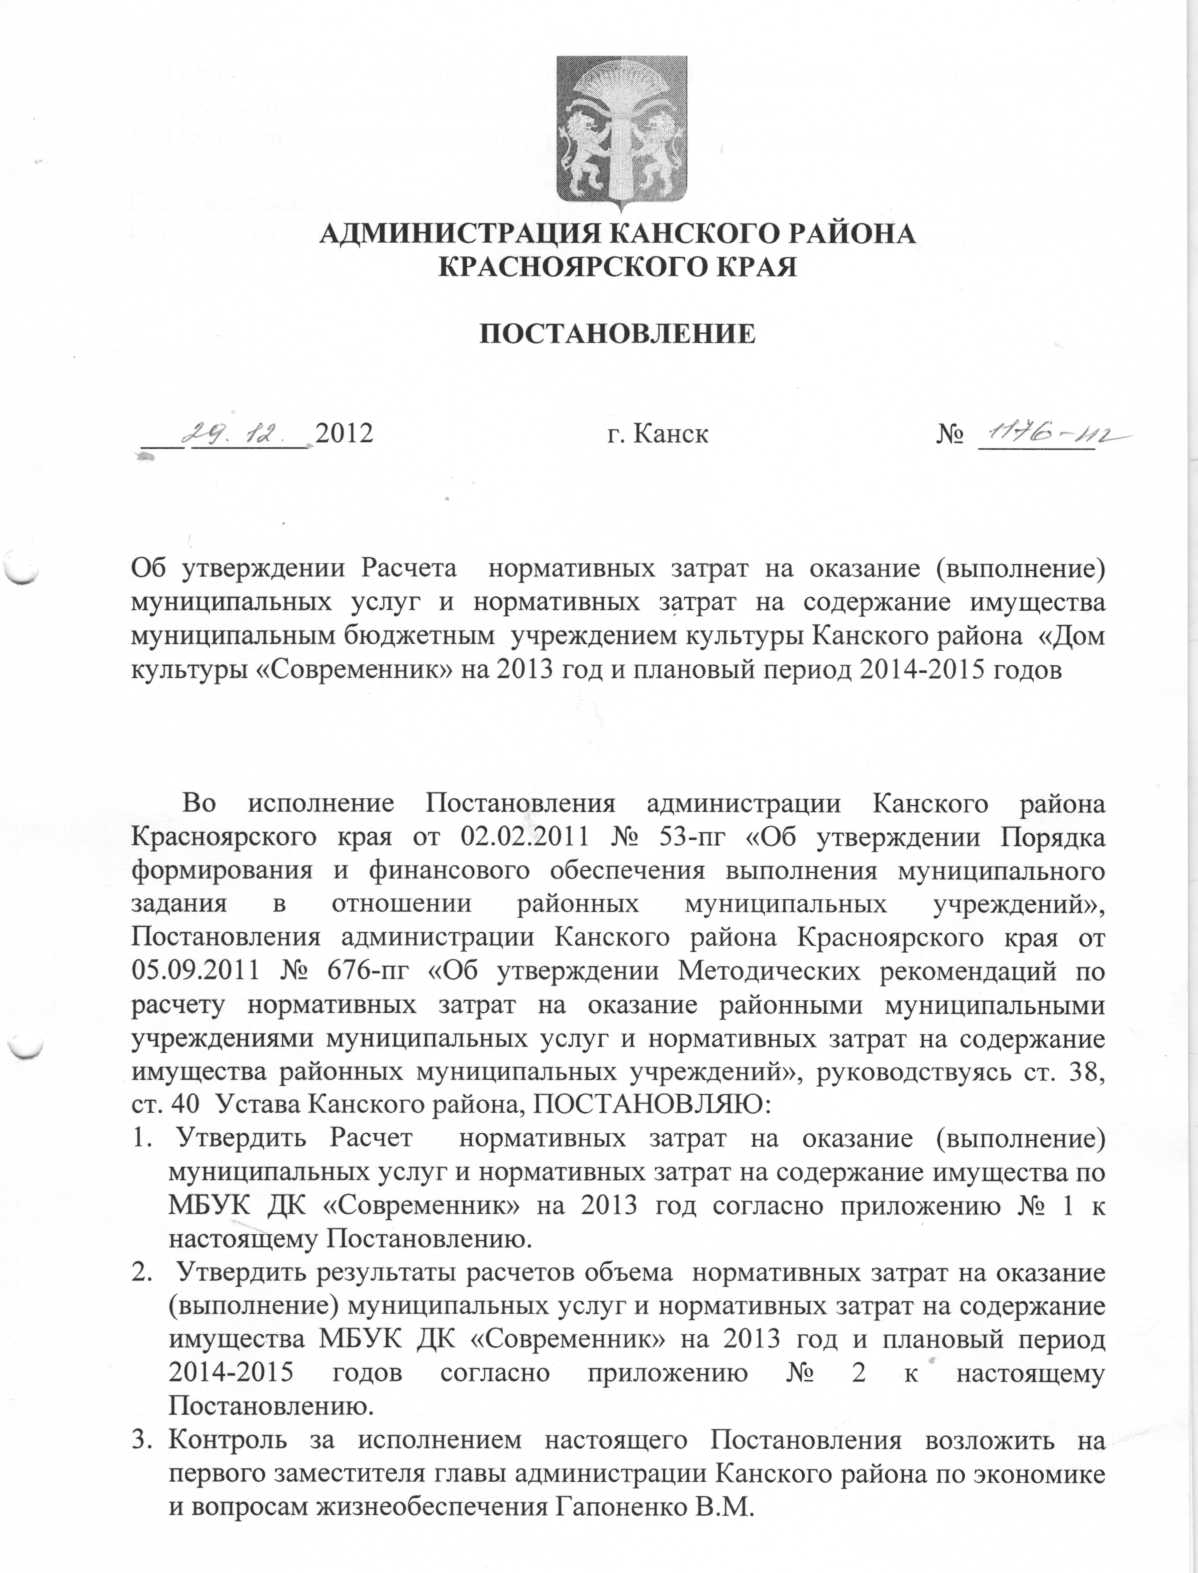 АДМИНИСТРАЦИЯ КАНСКОГО РАЙОНА
КРАСНОЯРСКОГО КРАЯ
ПОСТАНОВЛЕНИЕ
29.12. 2012 г. Канск № 1176-пг
Об утверждении Расчета нормативных затрат на оказание (выполнение)
муниципальных услуг и нормативных затрат на содержание имущества
муниципальным бюджетным учреждением культуры Канского района «Дом
культуры «Современник» на 2013 год и плановый период 2014-2015 годов
Во исполнение Постановления администрации Канского района
Красноярского края от 02.02.2011 № 53-пг «Об утверждении Порядка
формирования и финансового обеспечения выполнения муниципального
задания в отношении районных муниципальных учреждений»,
Постановления администрации Канского района Красноярского края от
05.09.2011 № 676-пг «Об утверждении Методических рекомендаций по
расчету нормативных затрат на оказание районными муниципальными
учреждениями муниципальных услуг и нормативных затрат на содержание
имущества районных муниципальных учреждений», руководствуясь ст. 38,
ст. 40 Устава Канского района, ПОСТАНОВЛЯЮ:
1. Утвердить Расчет нормативных затрат на оказание (выполнение)
муниципальных услуг и нормативных затрат на содержание имущества по
МБУК ДК «Современник» на 2013 год согласно приложению № 1 к
настоящему Постановлению.
2. Утвердить результаты расчетов объема нормативных затрат на оказание
(выполнение) муниципальных услуг и нормативных затрат на содержание
имущества МБУК ДК «Современник» на 2013 год и плановый период
2014-2015 годов согласно приложению № 2 к настоящему
Постановлению.
3. Контроль за исполнением настоящего Постановления возложить на
первого заместителя главы администрации Канского района по экономике
и вопросам жизнеобеспечения Гапоненко В.М.